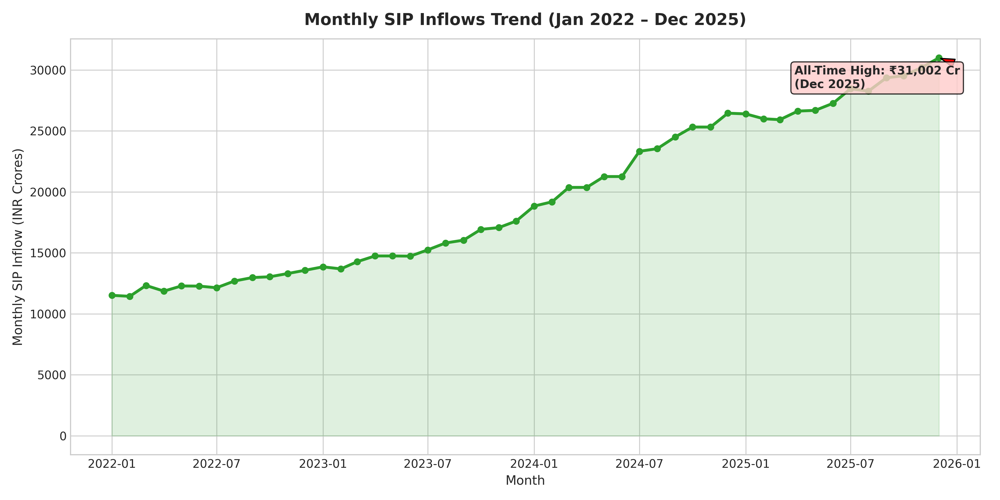 Monthly SIP Inflows Trend (Jan 2022 – Dec 2025)
Monthly SIP Inflow (INR Crores)
30000
25000
20000
15000
10000
5000
0
All-Time High: ₹31,002 Cr
(Dec 2025)
2022-01 2022-07 2023-01 2023-07 2024-01 2024-07 2025-01 2025-07 2026-01
Month